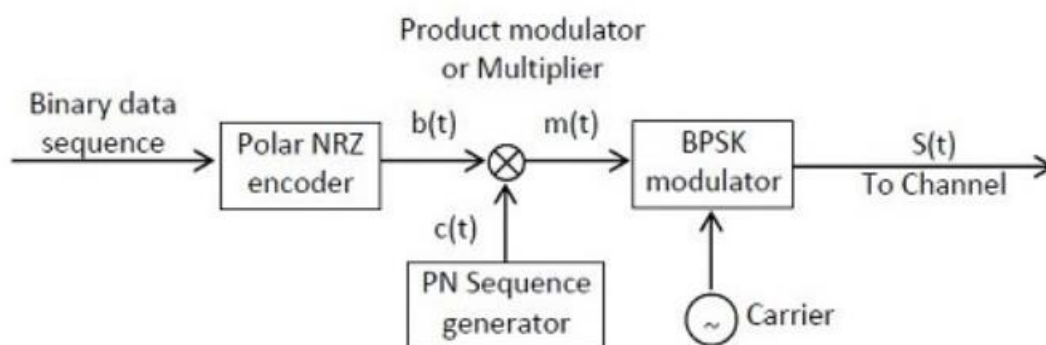 Product modulator
or Multiplier
Binary data
sequence
Polar NRZ
encoder
b(t)
m(t)
BPSK
modulator
S(t)
To Channel
c(t)
PN Sequence
generator
~
Carrier